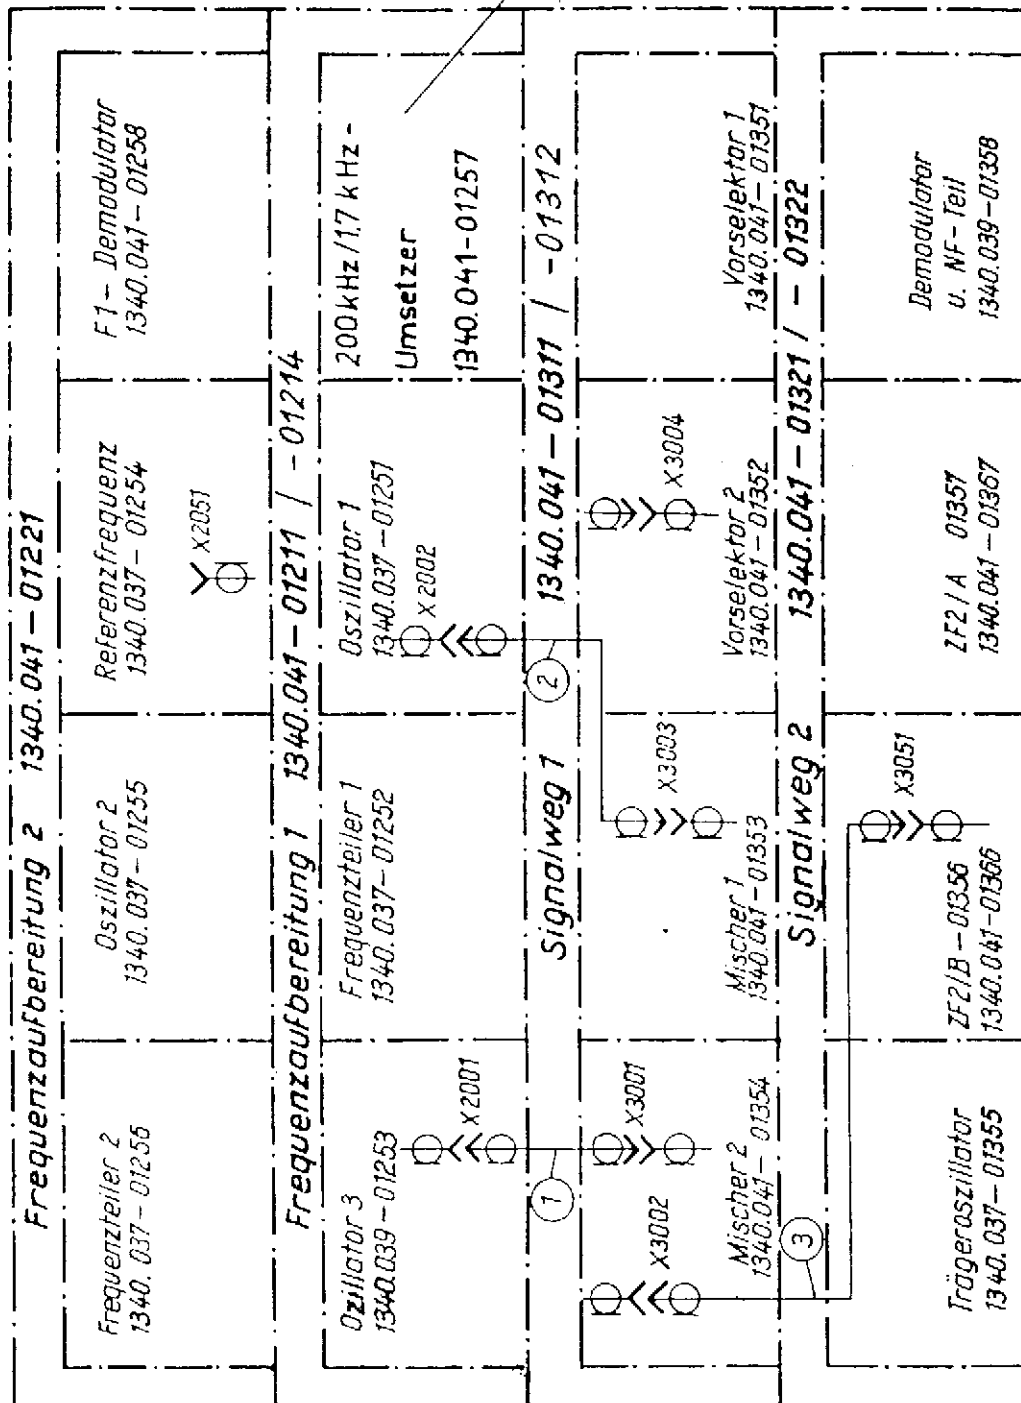 Frequenzaufbereitung 2 1340.041-01221
Frequenzteiler 2
1340.037-01256
Oszillator 2
1340.037-01255
Referenzfrequenz
1340.037-01254
X2051
F1-Demodulator
1340.041-01258
Frequenzaufbereitung 1 1340.041-01211 / -01214
Ozillator 3
1340.039-01253
X2001
Frequenzteiler 1
1340.037-01252
Oszillator 1
1340.037-01251
X2002
200kHz/1.7kHz-
Umsetzer
1340.041-01257
Signalweg 1 1340.041-01311 / -01312
1
2
X3002
X3001
Mischer 2
1340.041-01354
X3003
Mischer 1
1340.041-01353
X3004
Vorselektor 2
1340.041-01352
Vorselektor 1
1340.041-01351
Signalweg 2 1340.041-01321 / -01322
3
Trägeroszillator
1340.037-01355
X3051
ZF2/B-01356
1340.041-01366
ZF2/A 01357
1340.041-01367
Demodulator
u. NF-Teil
1340.039-01358